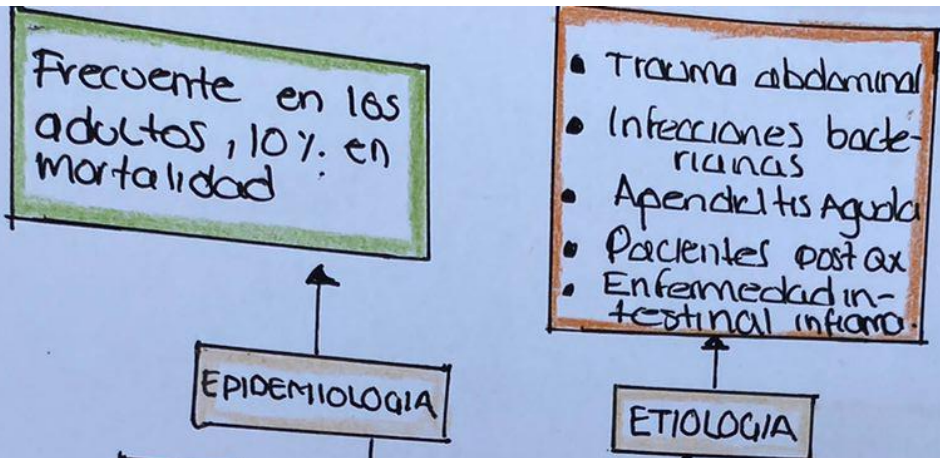 Frecuente en los
adultos, 10%. en
mortalidad
• Trauma abdominal
• Infecciones bacte-
rianas
• Apendicitis Aguda
• Pacientes post Qx
• Enfermedad in-
testinal inflama.
EPIDEMIOLOGIA
ETIOLOGIA